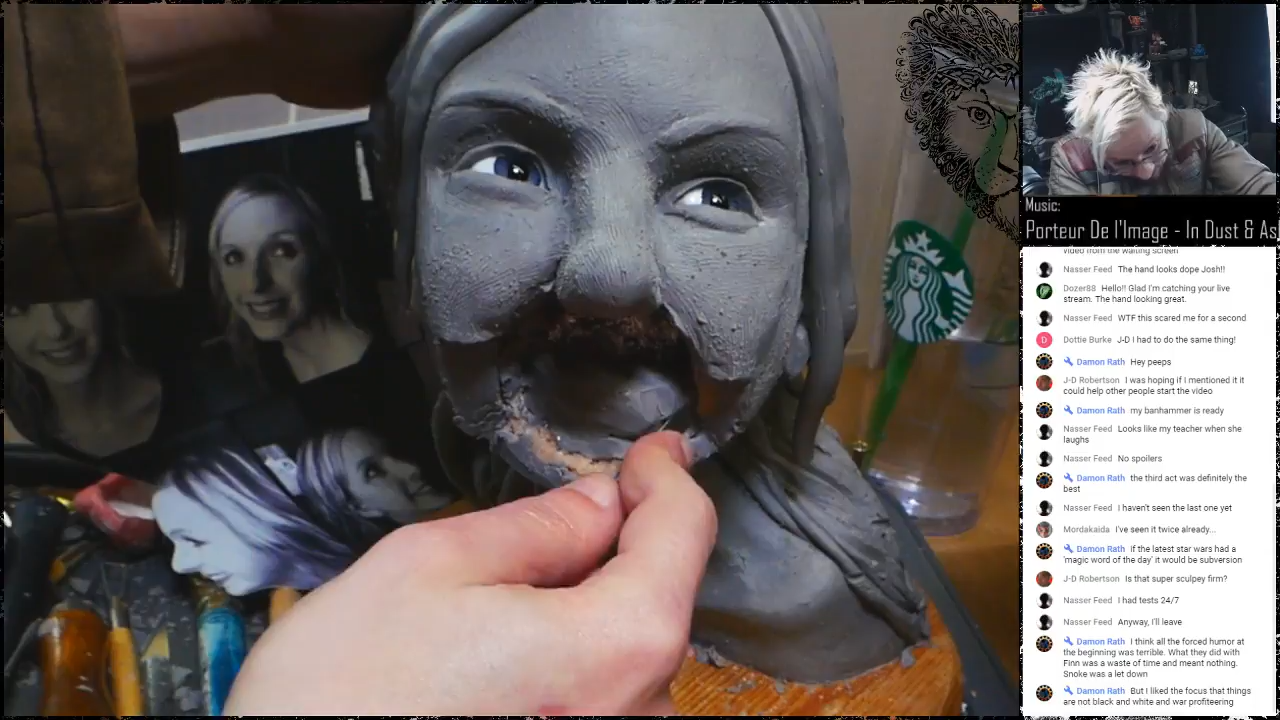 Music:
Porteur De l'Image - In Dust & As
video from the waiting screen
Nasser Feed The hand looks dope Josh!!
Dozer88 Hello!! Glad I'm catching your live
stream. The hand looking great.
Nasser Feed WTF this scared me for a second
D Dottie Burke J-D I had to do the same thing!
Damon Rath Hey peeps
J-D Robertson I was hoping if I mentioned it it
could help other people start the video
Damon Rath my banhammer is ready
Nasser Feed Looks like my teacher when she
laughs
Nasser Feed No spoilers
Damon Rath the third act was definitely the
best
Nasser Feed I haven't seen the last one yet
Mordakaida I've seen it twice already...
Damon Rath if the latest star wars had a
'magic word of the day' it would be subversion
J-D Robertson Is that super sculpey firm?
Nasser Feed I had tests 24/7
Nasser Feed Anyway, I'll leave
Damon Rath I think all the forced humor at
the beginning was terrible. What they did with
Finn was a waste of time and meant nothing.
Snoke was a let down
Damon Rath But I liked the focus that things
are not black and white and war profiteering